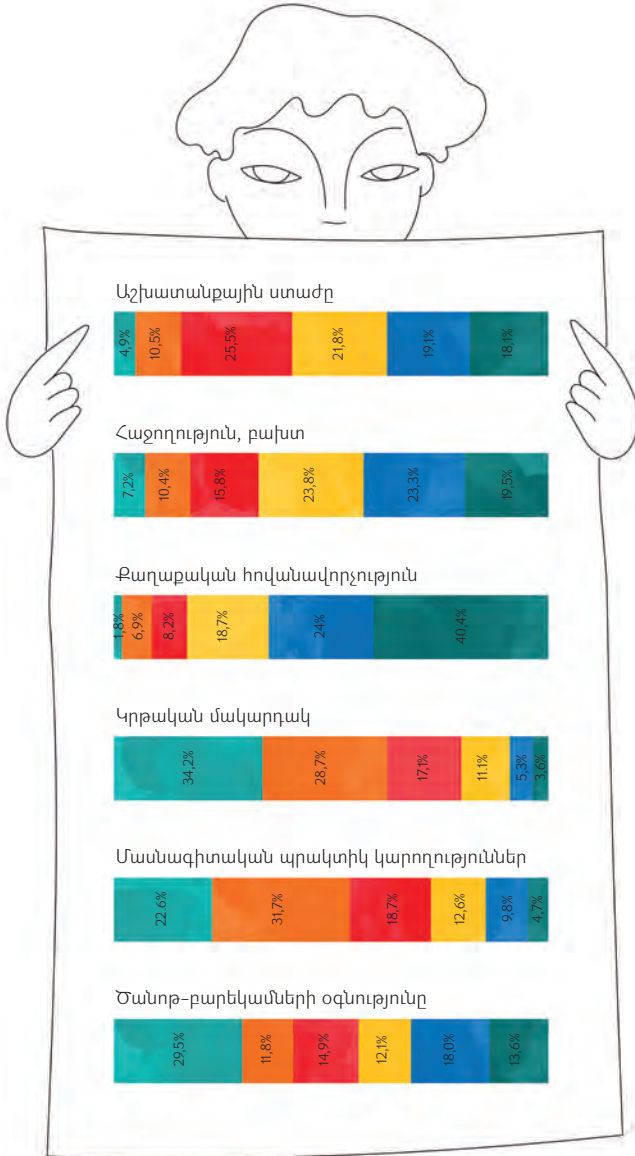 Աշխատանքային ստաժը
4,9% 10,5% 25,5% 21,8% 19,1% 18,1%
Հաջողություն, բախտ
7,2% 10,4% 15,8% 23,8% 23,3% 19,5%
Քաղաքական հովանավորչություն
1,8% 6,9% 8,2% 18,7% 24% 40,4%
Կրթական մակարդակ
34,2% 28,7% 17,1% 11.1% 5,3% 3,6%
Մասնագիտական պրակտիկ կարողություններ
22.6% 31,7% 18,7% 12,6% 9,8% 4,7%
Ծանոթ-բարեկամների օգնությունը
29,5% 11,8% 14,9% 12,1% 18,0% 13,6%